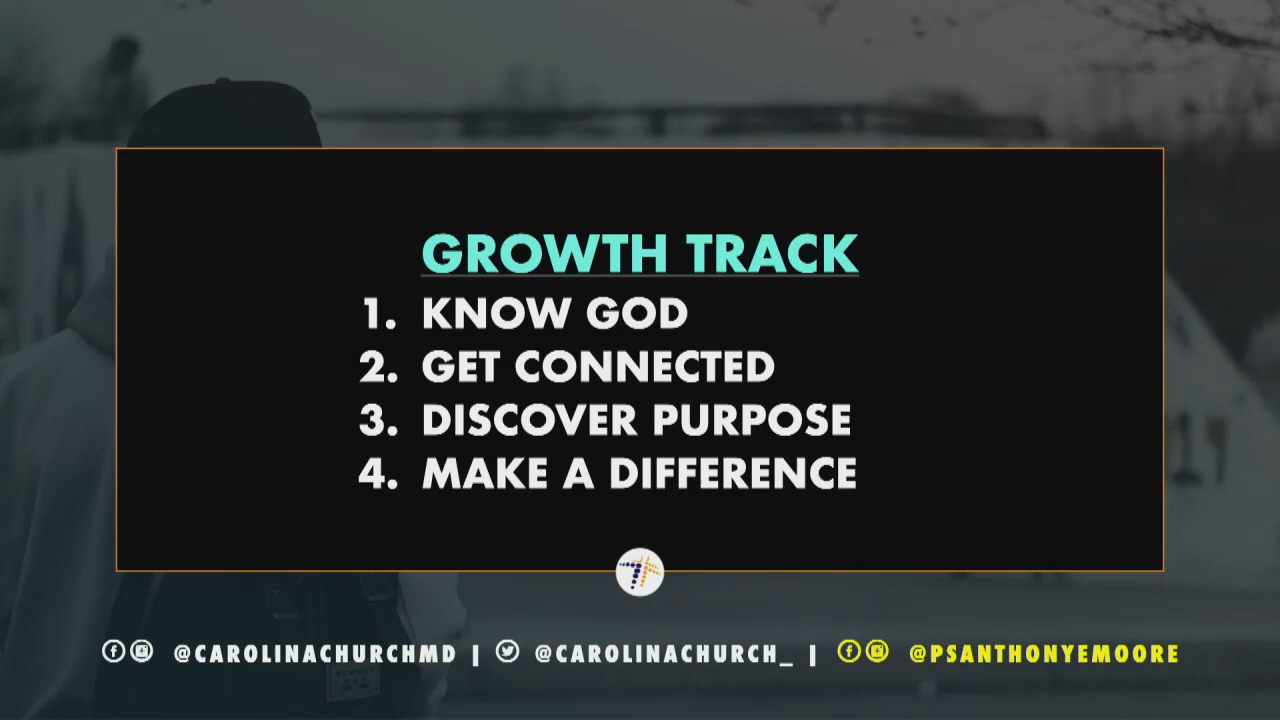 GROWTH TRACK
1. KNOW GOD
2. GET CONNECTED
3. DISCOVER PURPOSE
4. MAKE A DIFFERENCE
@CAROLINACHURCHMD | @CAROLINACHURCH_ | @PSANTHONYEMOORE